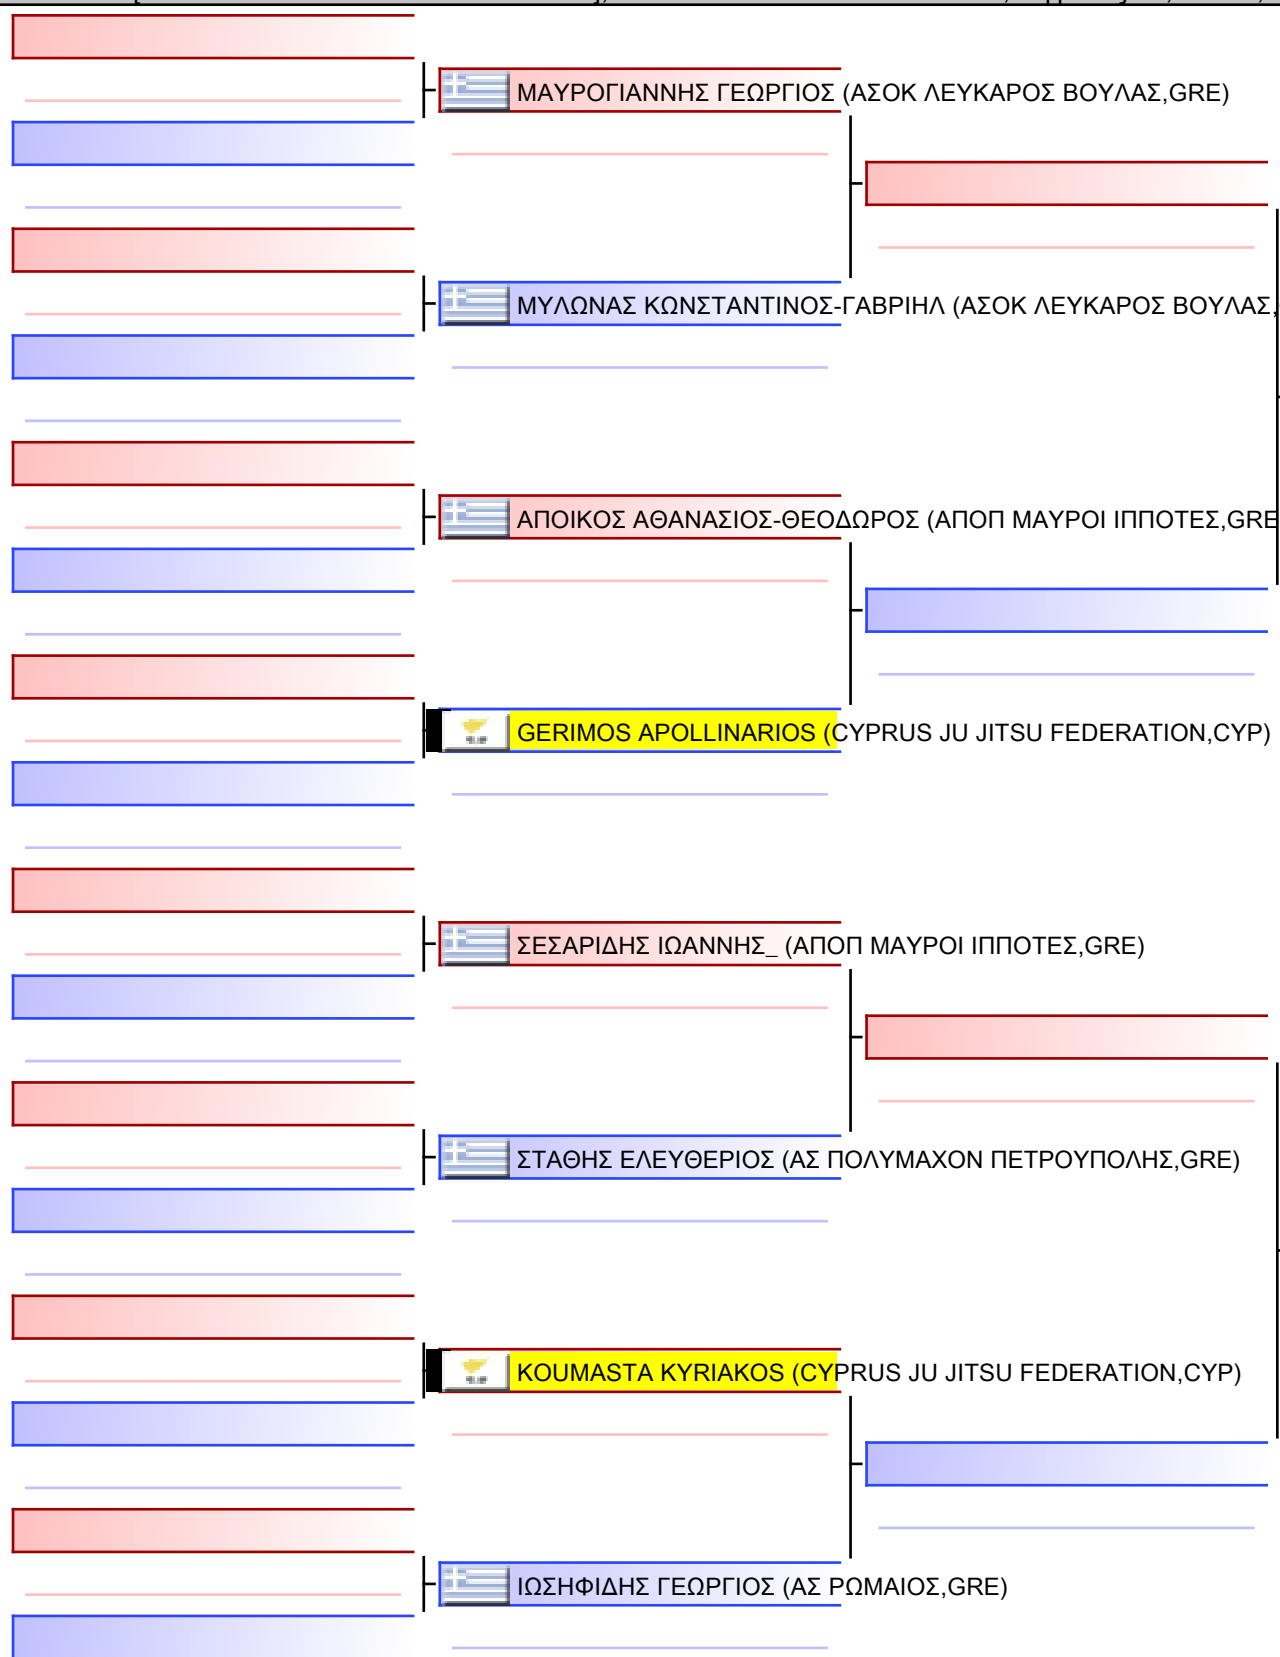 ΜΑΥΡΟΓΙΑΝΝΗΣ ΓΕΩΡΓΙΟΣ (ΑΣΟΚ ΛΕΥΚΑΡΟΣ ΒΟΥΛΑΣ,GRE)
ΜΥΛΩΝΑΣ ΚΩΝΣΤΑΝΤΙΝΟΣ-ΓΑΒΡΙΗΛ (ΑΣΟΚ ΛΕΥΚΑΡΟΣ ΒΟΥΛΑΣ,
ΑΠΟΙΚΟΣ ΑΘΑΝΑΣΙΟΣ-ΘΕΟΔΩΡΟΣ (ΑΠΟΠ ΜΑΥΡΟΙ ΙΠΠΟΤΕΣ,GRE
GERIMOS APOLLINARIOS (CYPRUS JU JITSU FEDERATION,CYP)
ΣΕΣΑΡΙΔΗΣ ΙΩΑΝΝΗΣ_ (ΑΠΟΠ ΜΑΥΡΟΙ ΙΠΠΟΤΕΣ,GRE)
ΣΤΑΘΗΣ ΕΛΕΥΘΕΡΙΟΣ (ΑΣ ΠΟΛΥΜΑΧΟΝ ΠΕΤΡΟΥΠΟΛΗΣ,GRE)
KOUMASTA KYRIAKOS (CYPRUS JU JITSU FEDERATION,CYP)
ΙΩΣΗΦΙΔΗΣ ΓΕΩΡΓΙΟΣ (ΑΣ ΡΩΜΑΙΟΣ,GRE)